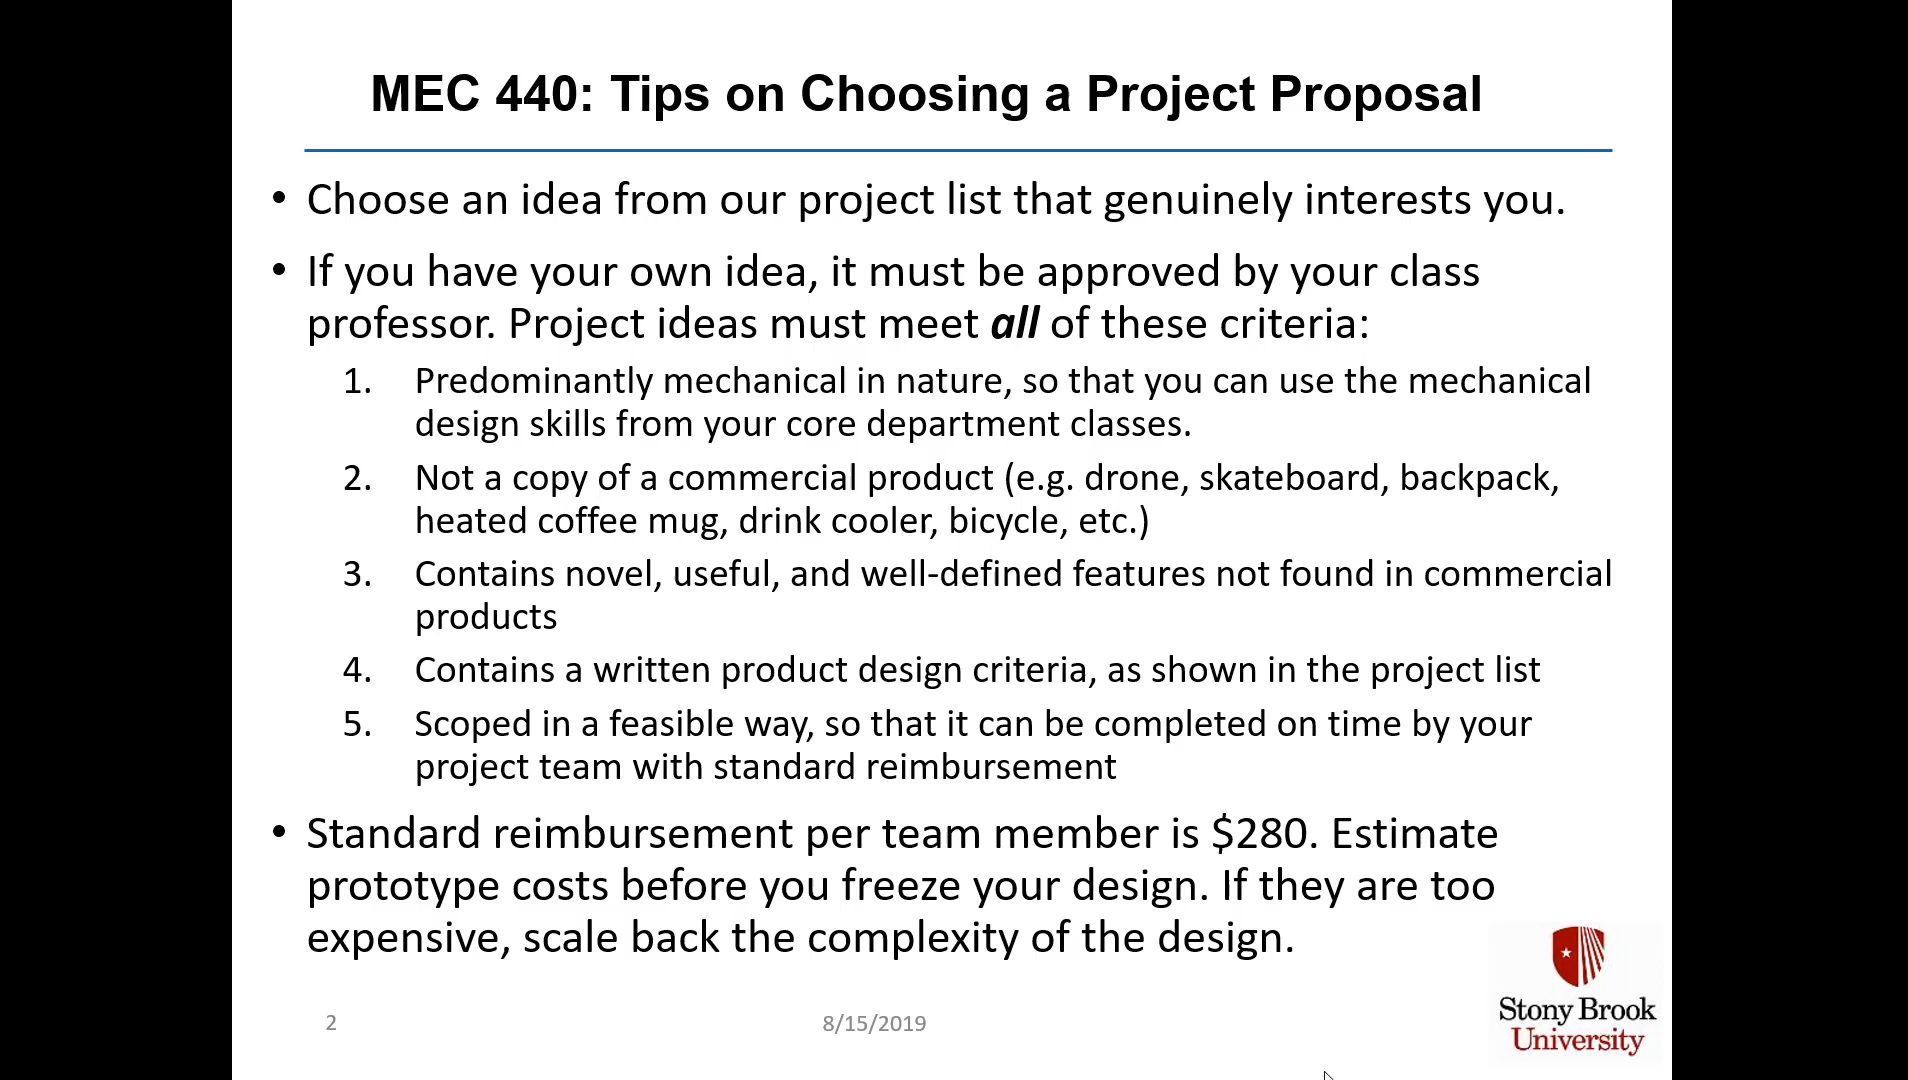 MEC 440: Tips on Choosing a Project Proposal
• Choose an idea from our project list that genuinely interests you.
• If you have your own idea, it must be approved by your class
professor. Project ideas must meet all of these criteria:
1. Predominantly mechanical in nature, so that you can use the mechanical
design skills from your core department classes.
2. Not a copy of a commercial product (e.g. drone, skateboard, backpack,
heated coffee mug, drink cooler, bicycle, etc.)
3. Contains novel, useful, and well-defined features not found in commercial
products
4. Contains a written product design criteria, as shown in the project list
5. Scoped in a feasible way, so that it can be completed on time by your
project team with standard reimbursement
• Standard reimbursement per team member is $280. Estimate
prototype costs before you freeze your design. If they are too
expensive, scale back the complexity of the design.
2
8/15/2019
Stony Brook
University